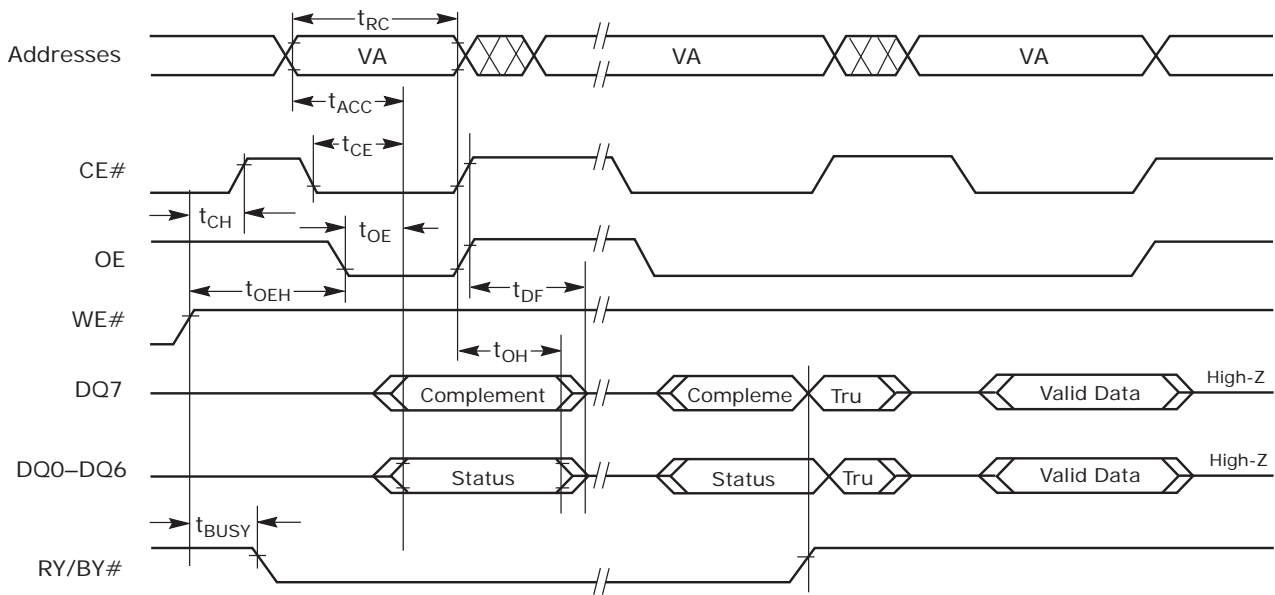 tRC
Addresses VA VA VA
tACC
tCE
CE#
tCH tOE
OE
tOEH tDF
WE#
tOH
DQ7 Complement Compleme Tru Valid Data High-Z
DQ0–DQ6 Status Status Tru Valid Data High-Z
tBUSY
RY/BY#